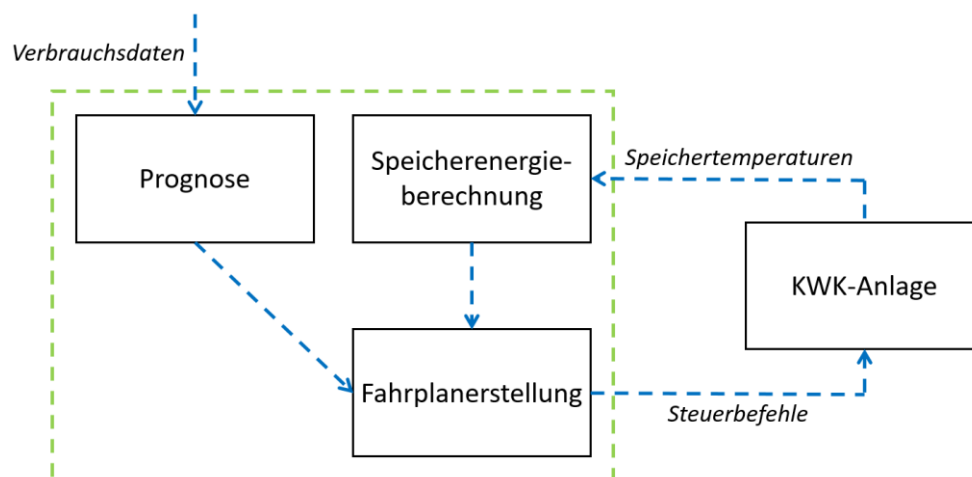 Verbrauchsdaten
Prognose
Speicherenergie-
berechnung
Speichertemperaturen
KWK-Anlage
Fahrplanerstellung
Steuerbefehle